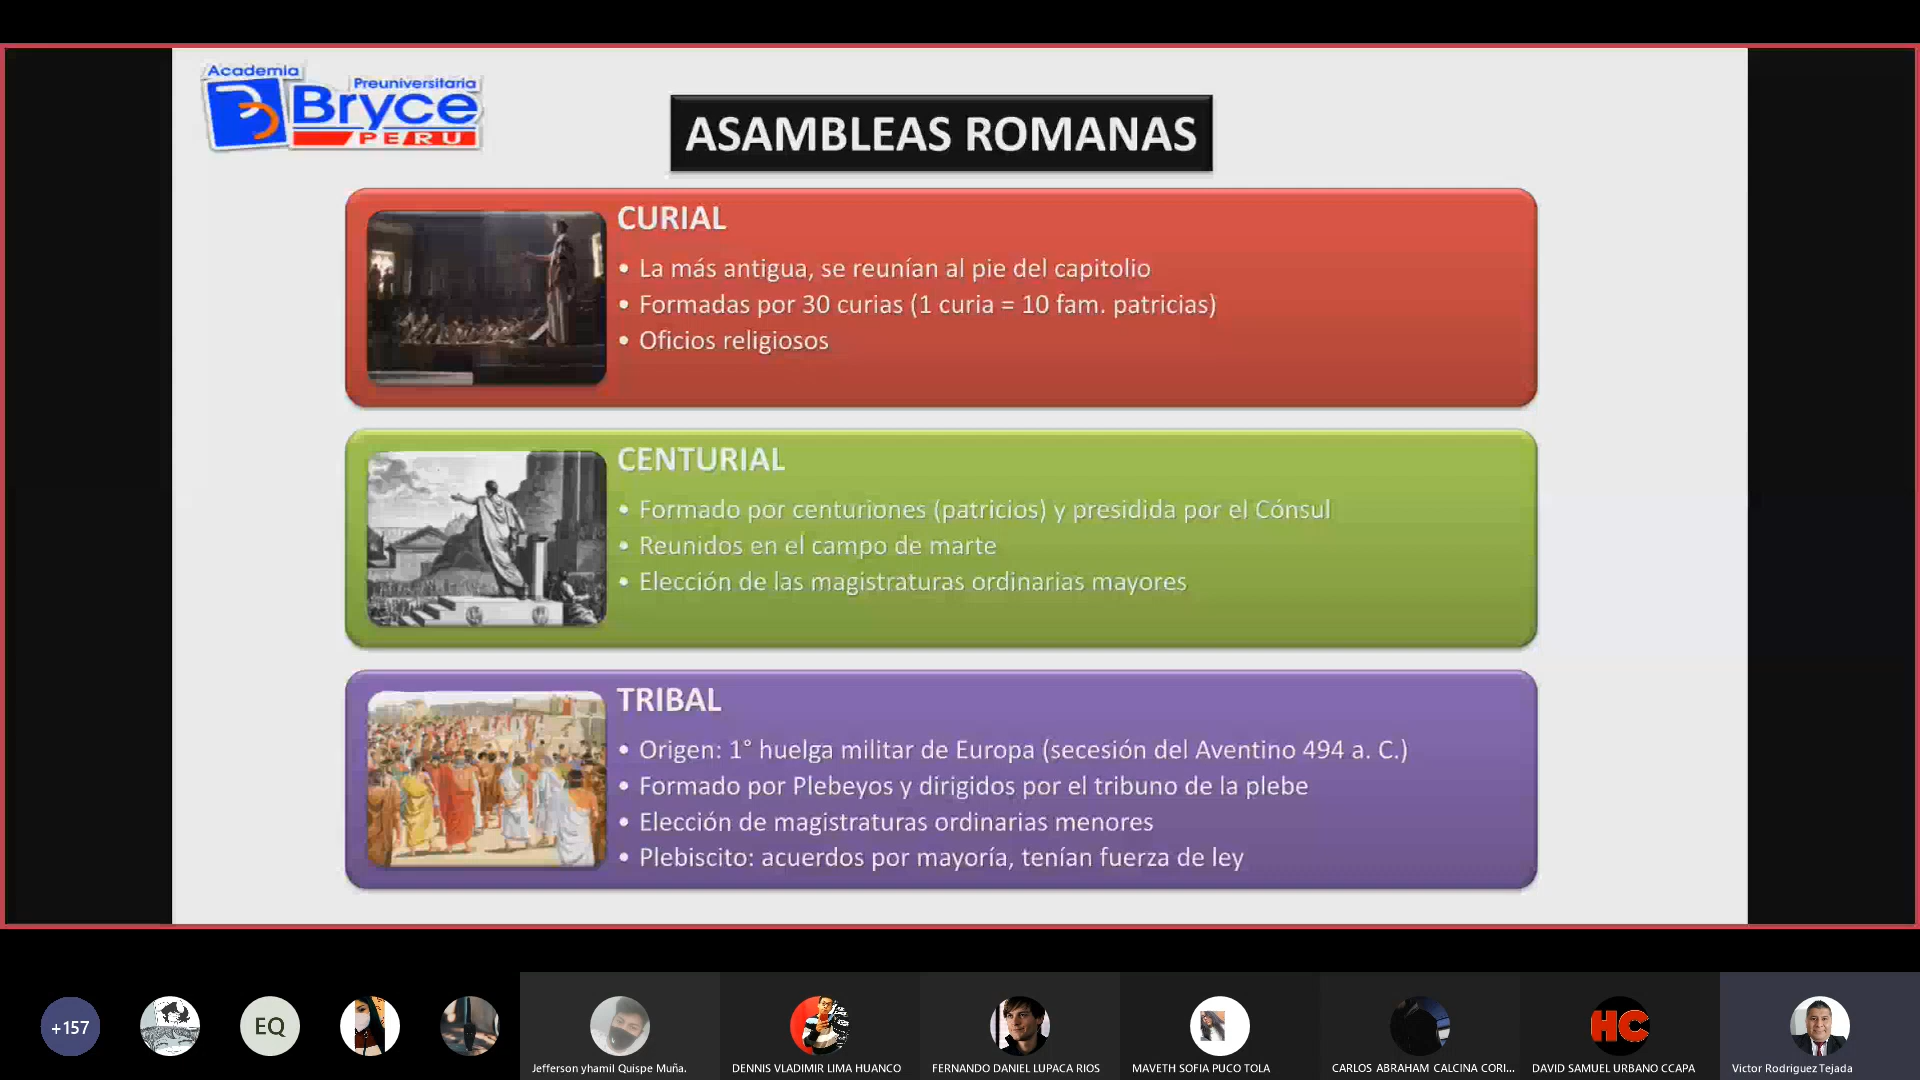 Academia
Preuniversitaria
Bryce
PERU
ASAMBLEAS ROMANAS
CURIAL
• La más antigua, se reunían al pie del capitolio
• Formadas por 30 curias (1 curia = 10 fam. patricias)
• Oficios religiosos
CENTURIAL
• Formado por centuriones (patricios) y presidida por el Cónsul
• Reunidos en el campo de marte
• Elección de las magistraturas ordinarias mayores
TRIBAL
• Origen: 1° huelga militar de Europa (secesión del Aventino 494 a. C.)
• Formado por Plebeyos y dirigidos por el tribuno de la plebe
• Elección de magistraturas ordinarias menores
• Plebiscito: acuerdos por mayoría, tenían fuerza de ley
+157
EQ
HC
Jefferson yhamil Quispe Muña.
DENNIS VLADIMIR LIMA HUANCO
FERNANDO DANIEL LUPACA RIOS
MAVETH SOFIA PUCO TOLA
CARLOS ABRAHAM CALCINA CORI...
DAVID SAMUEL URBANO CCAPA
Victor Rodriguez Tejada